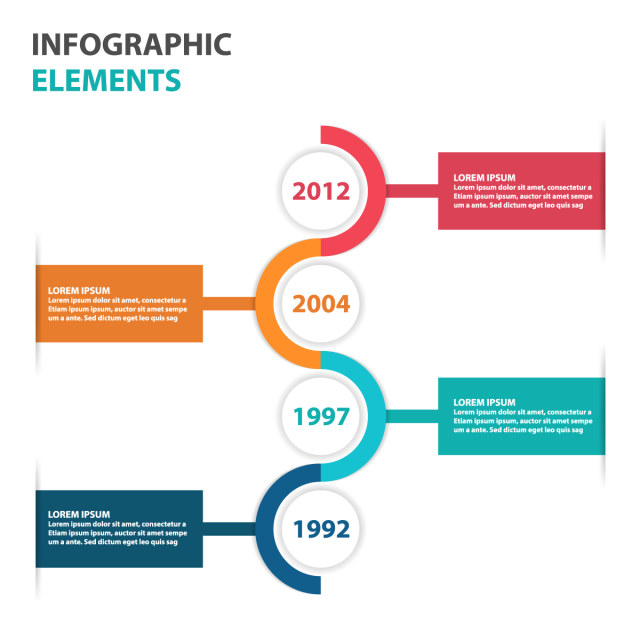 INFOGRAPHIC
ELEMENTS
2012
LOREM IPSUM
Lorem ipsum dolor sit amet, consectetur a
Etiam ipsum ante, auctor sit amet sempe
um a ante. Sed dictum eget leo quis sag
LOREM IPSUM
Lorem ipsum dolor sit amet, consectetur a
Etiam ipsum ante, auctor sit amet sempe
um a ante. Sed dictum eget leo quis sag
2004
1997
LOREM IPSUM
Lorem ipsum dolor sit amet, consectetur a
Etiam ipsum ante, auctor sit amet sempe
um a ante. Sed dictum eget leo quis sag
LOREM IPSUM
Lorem ipsum dolor sit amet, consectetur a
Etiam ipsum ante, auctor sit amet sempe
um a ante. Sed dictum eget leo quis sag
1992